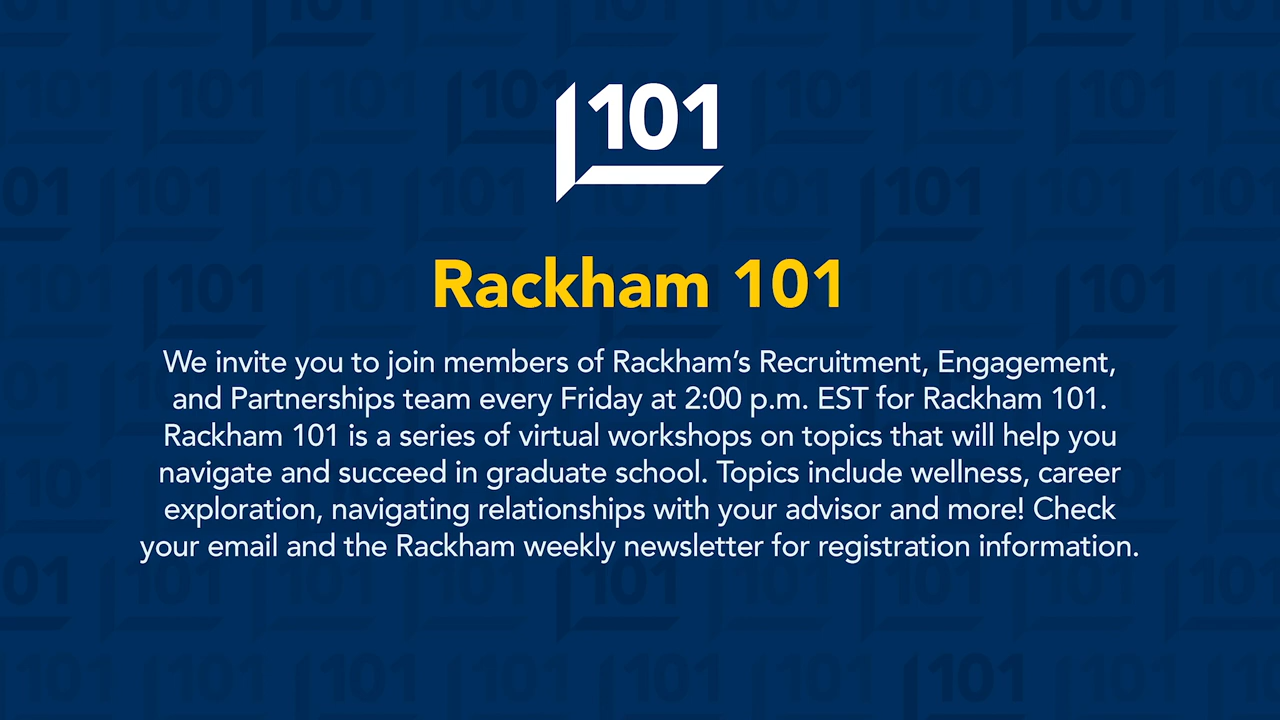 101
Rackham 101
We invite you to join members of Rackham’s Recruitment, Engagement,
and Partnerships team every Friday at 2:00 p.m. EST for Rackham 101.
Rackham 101 is a series of virtual workshops on topics that will help you
navigate and succeed in graduate school. Topics include wellness, career
exploration, navigating relationships with your advisor and more! Check
your email and the Rackham weekly newsletter for registration information.